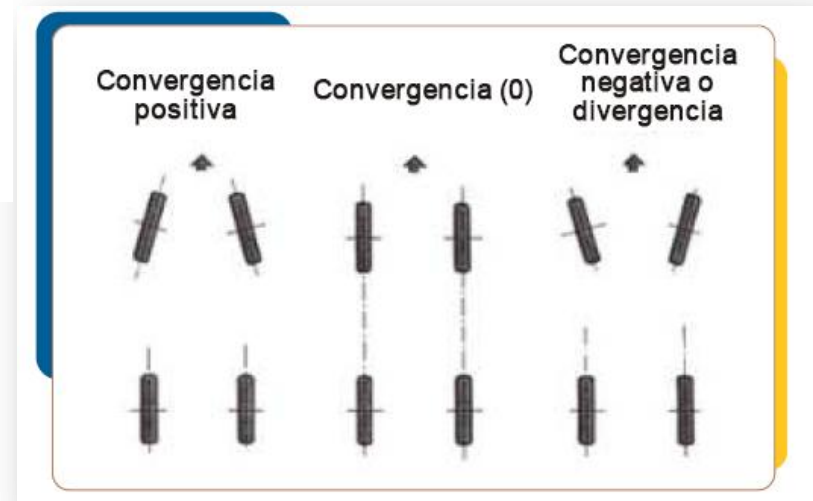 Convergencia
positiva
Convergencia (0)
Convergencia
negativa o
divergencia